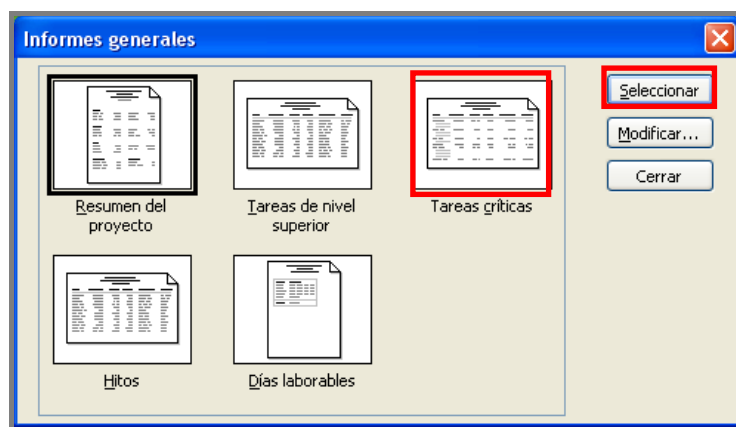 Informes generales
Seleccionar
Modificar...
Cerrar
Resumen del
proyecto
Tareas de nivel
superior
Tareas críticas
Hitos
Días laborables